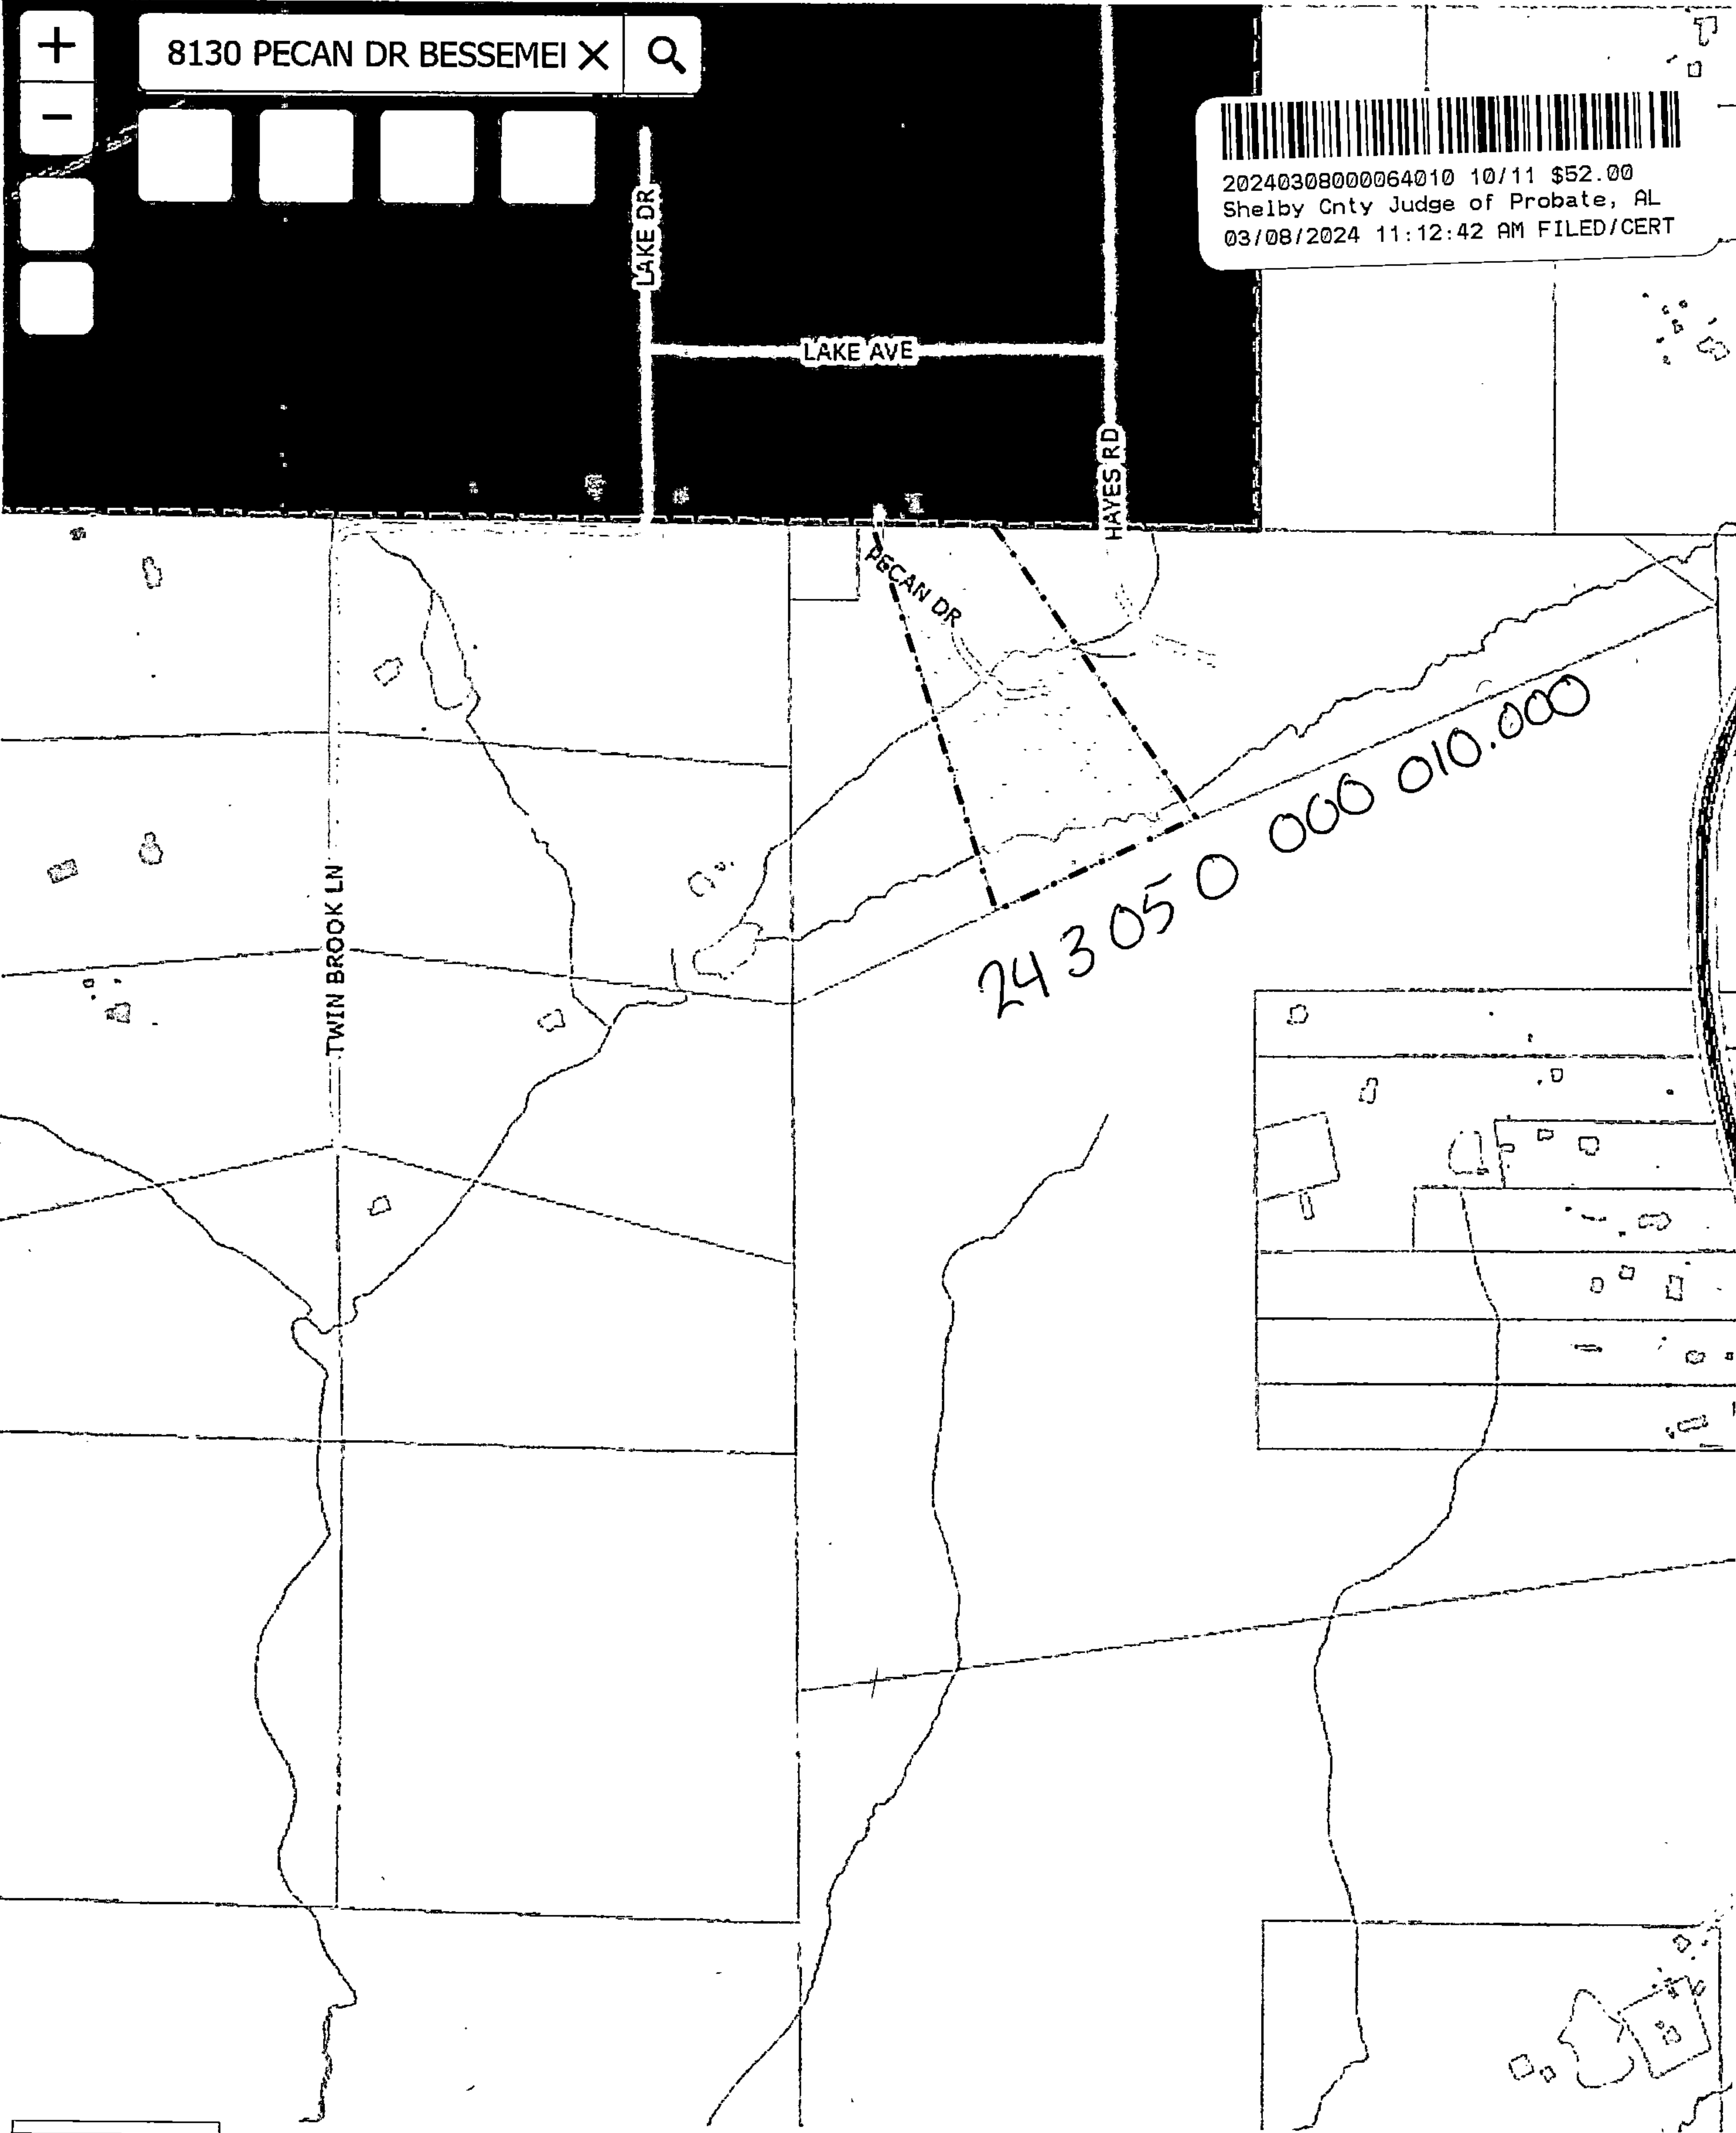 +
8130 PECAN DR BESSEMEI X
-
20240308000064010 10/11 $52.00
Shelby Cnty Judge of Probate, AL
03/08/2024 11:12:42 AM FILED/CERT
LAKE DR
LAKE AVE
HAYES RD
PECAN DR
24 3 05 0 000 010.000
TWIN BROOK LN